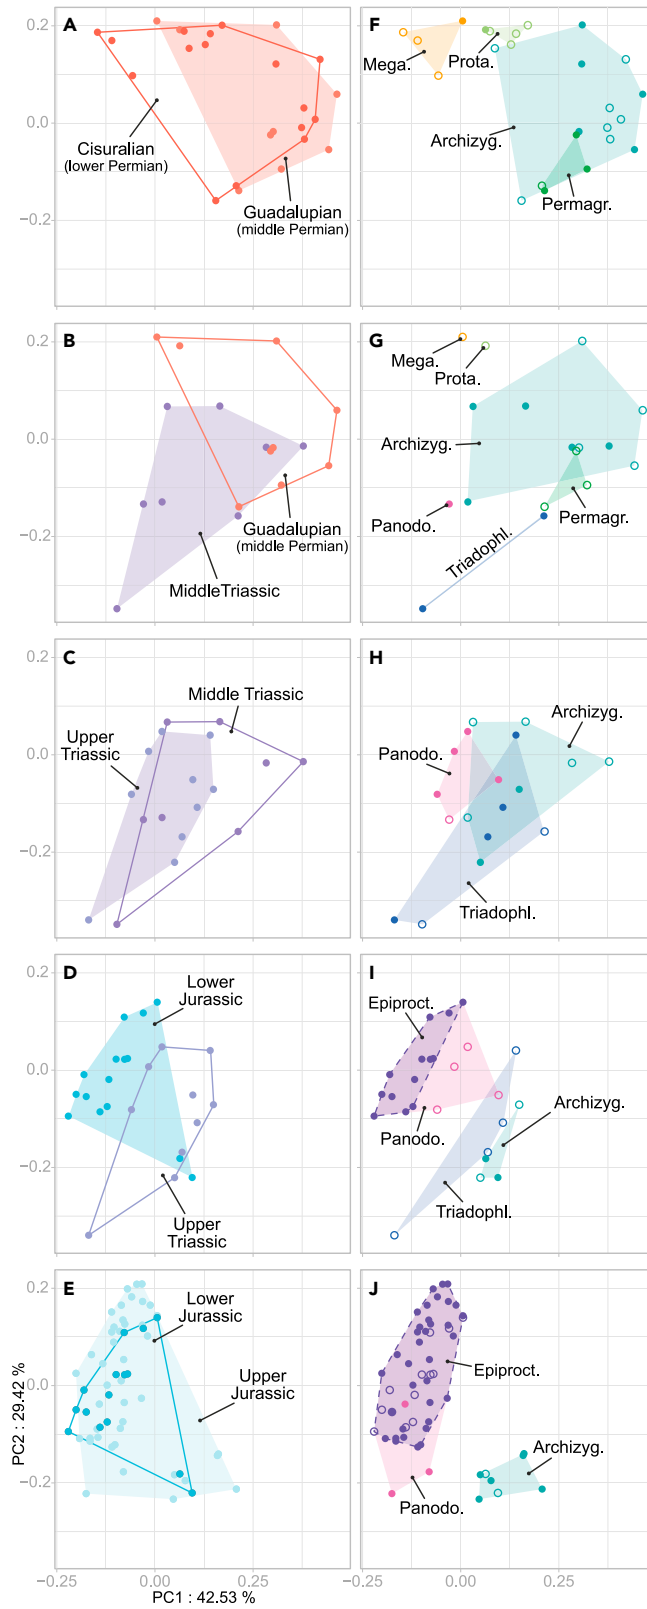 A
0.2
0.0
−0.2
Cisuralian
(lower Permian)
Guadalupian
(middle Permian)
F
Mega.
Prota.
Archizyg.
Permagr.
B
0.2
0.0
−0.2
Guadalupian
(middle Permian)
MiddleTriassic
G
Mega.
Prota.
Archizyg.
Panodo.
Permagr.
Triadophl.
C
0.2
0.0
−0.2
Middle Triassic
Upper
Triassic
H
Archizyg.
Panodo.
Triadophl.
D
0.2
0.0
−0.2
Lower
Jurassic
Upper
Triassic
I
Epiproct.
Archizyg.
Panodo.
Triadophl.
E
0.2
0.0
−0.2
Lower
Jurassic
Upper
Jurassic
PC2 : 29.42 %
J
Epiproct.
Archizyg.
Panodo.
−0.25
0.00
0.25
−0.25
0.00
0.25
PC1 : 42.53 %